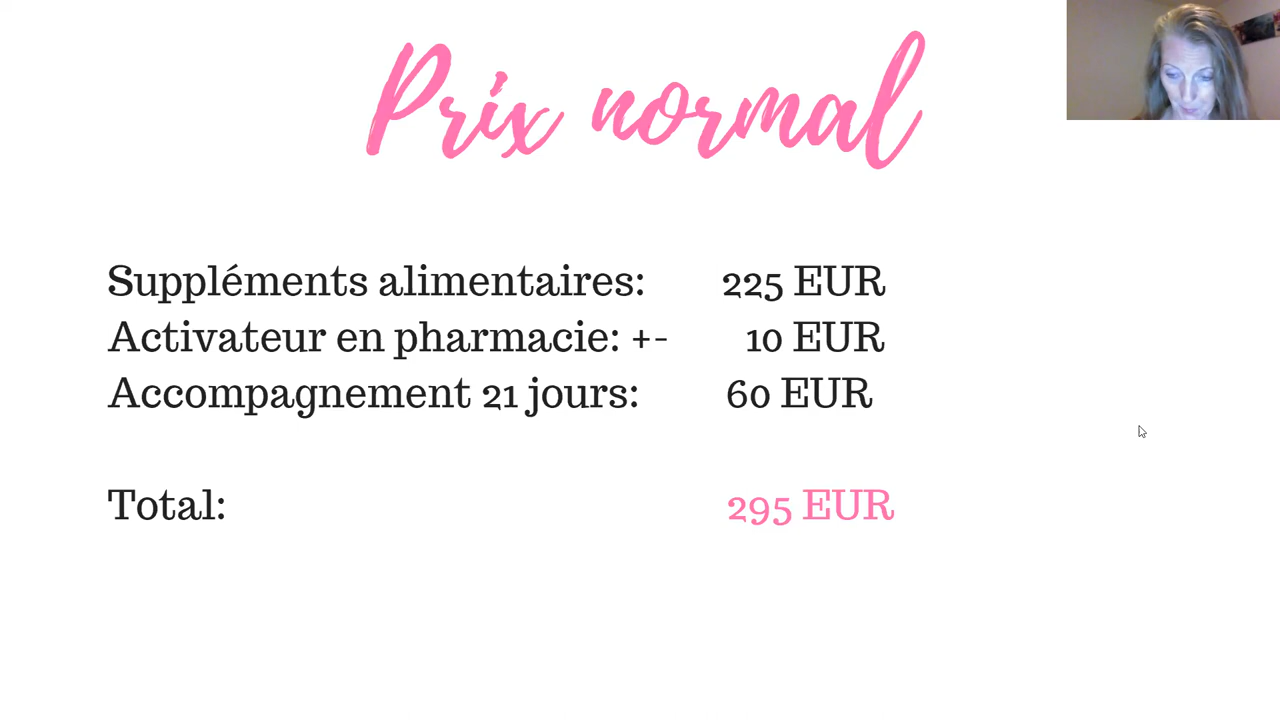 Prix normal
Suppléments alimentaires: 225 EUR
Activateur en pharmacie: +- 10 EUR
Accompagnement 21 jours: 60 EUR
Total: 295 EUR